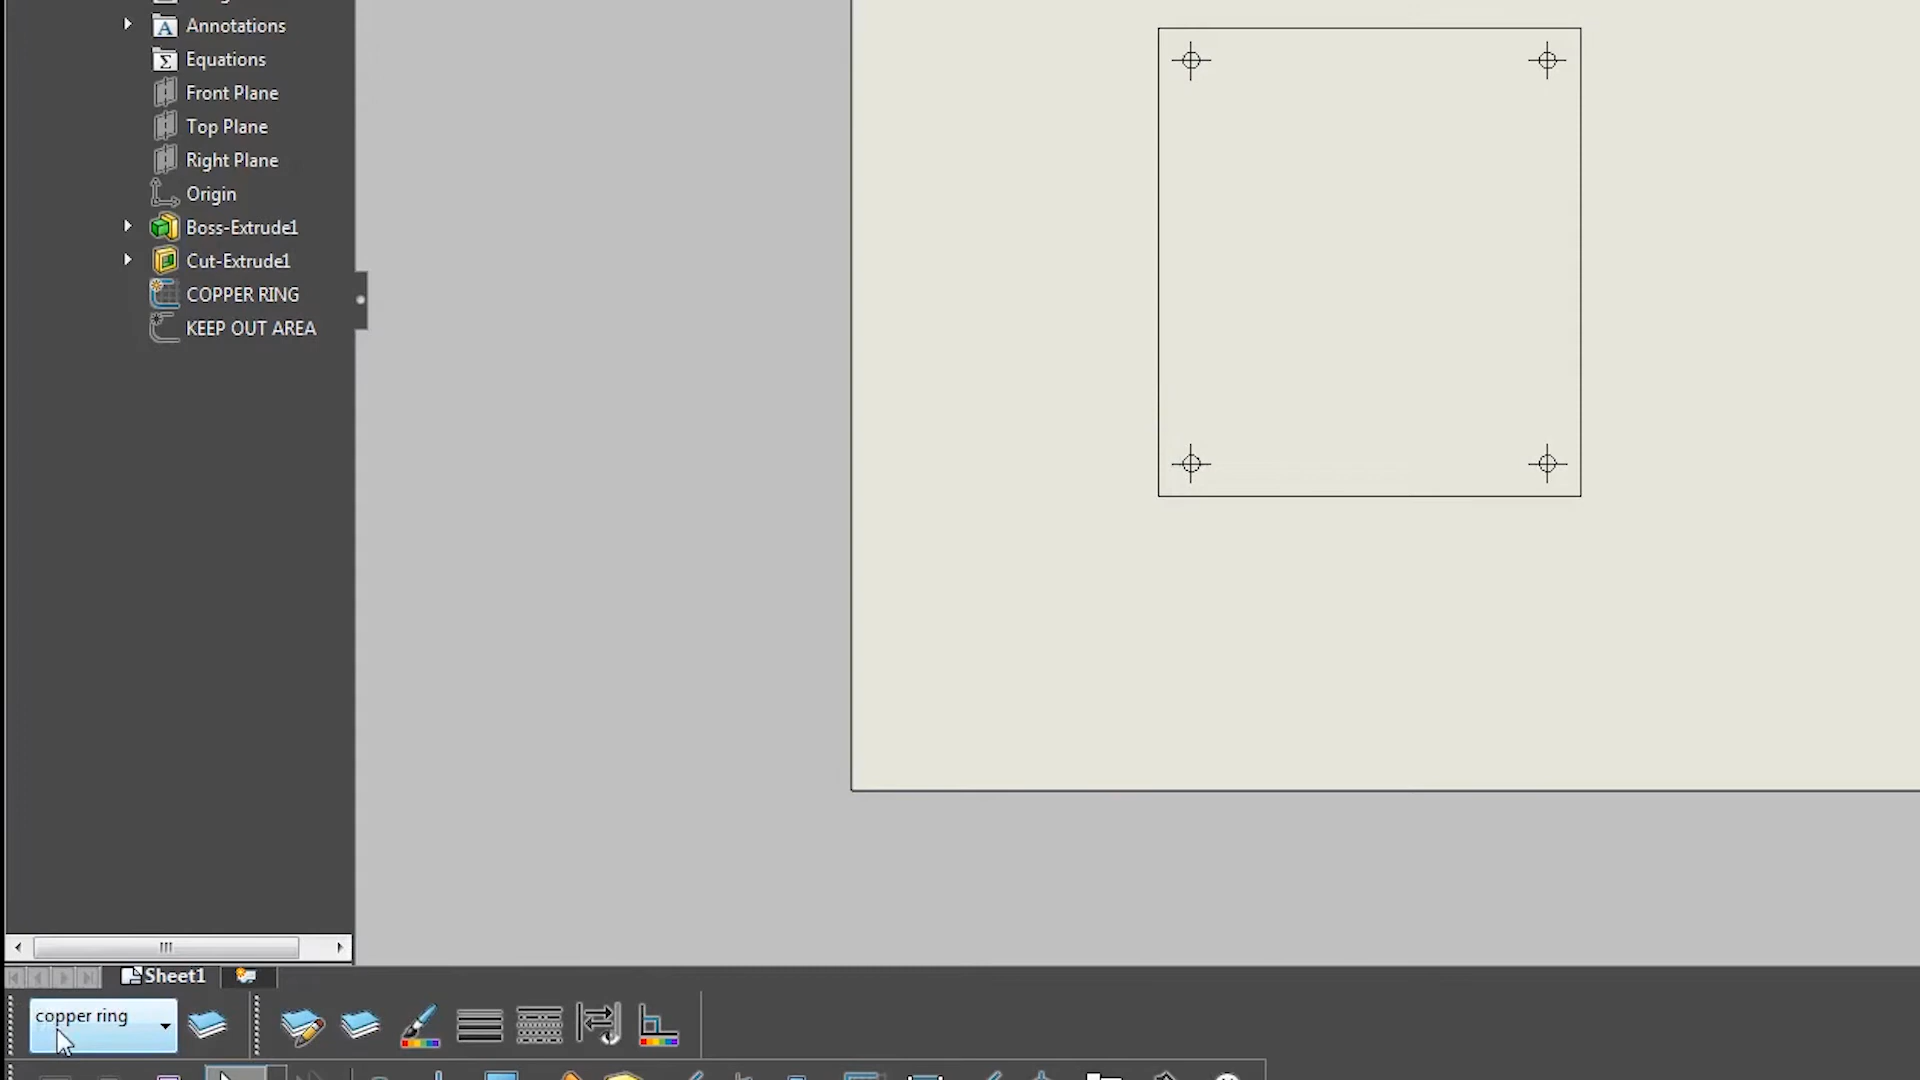 Annotations
Equations
Front Plane
Top Plane
Right Plane
Origin
Boss-Extrude1
Cut-Extrude1
COPPER RING
KEEP OUT AREA
Sheet1
copper ring